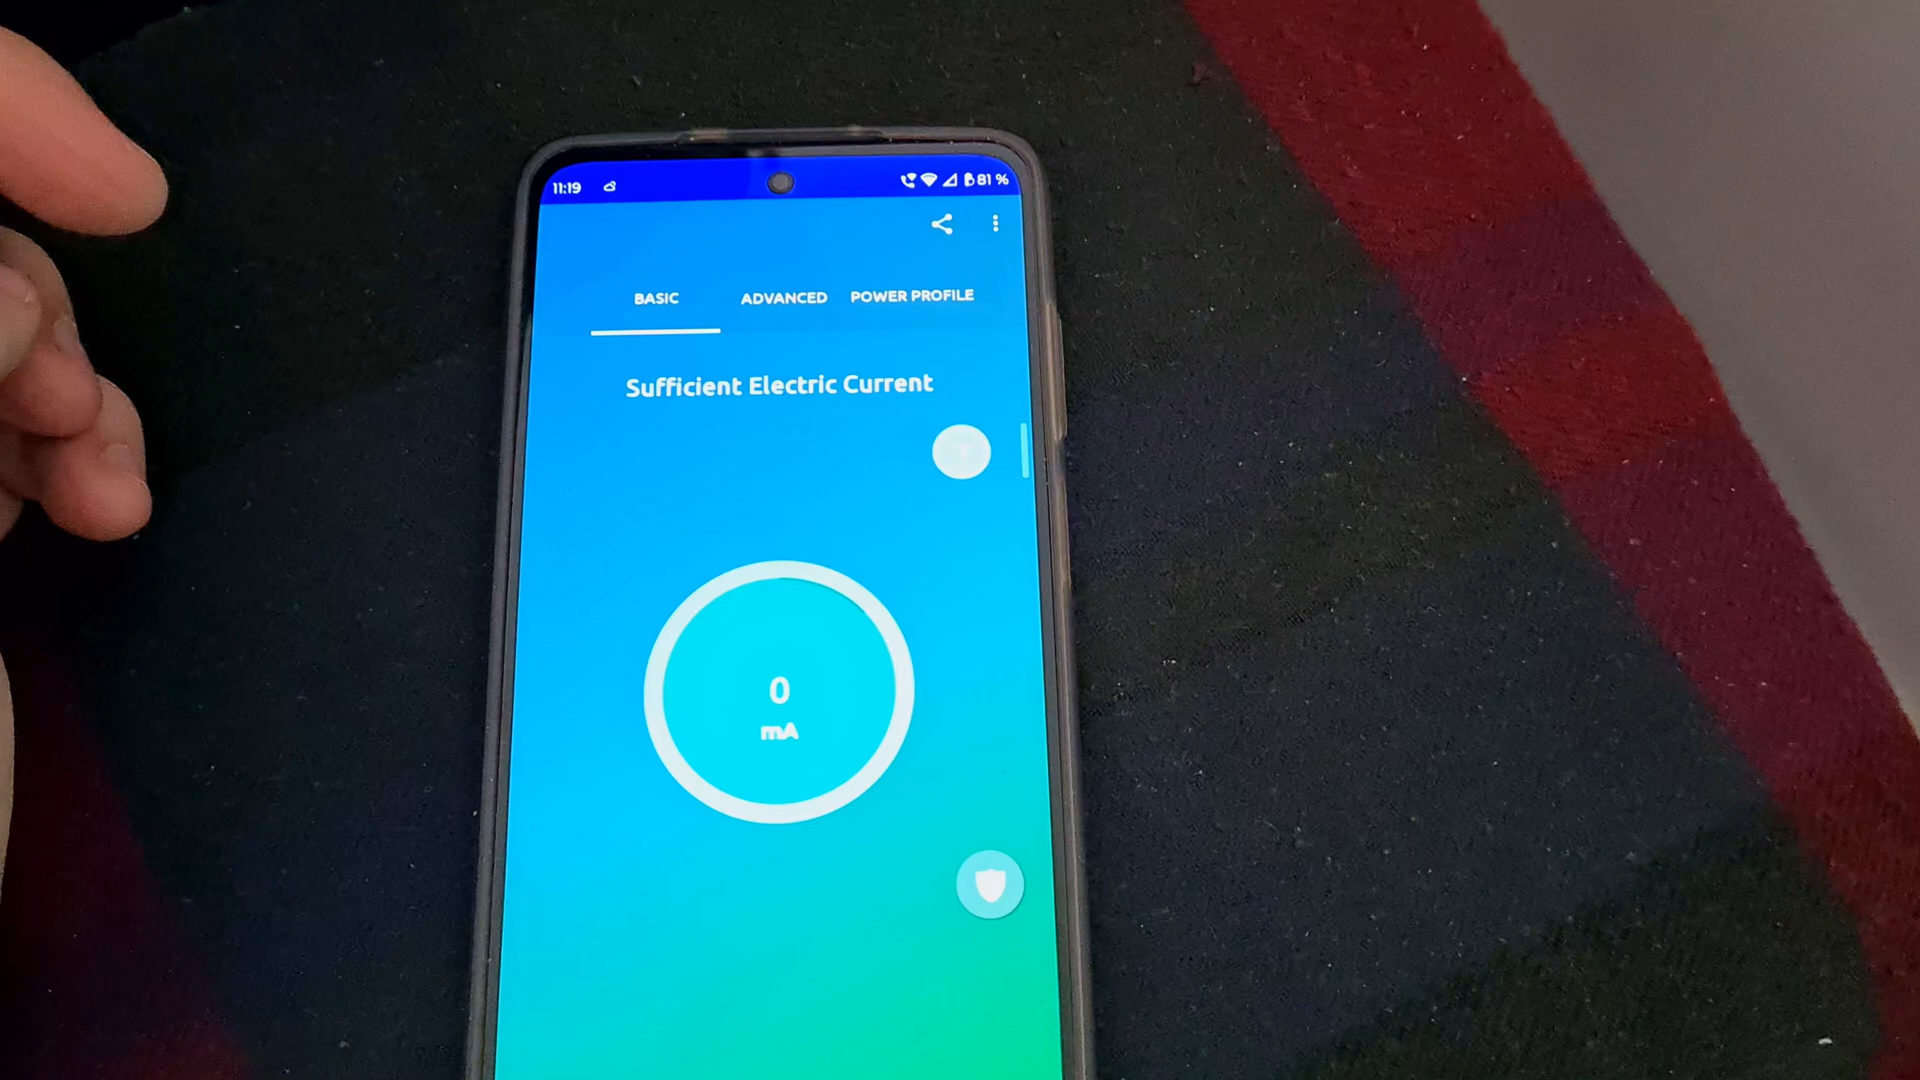 11:19 81 %
BASIC ADVANCED POWER PROFILE
Sufficient Electric Current
0
mA